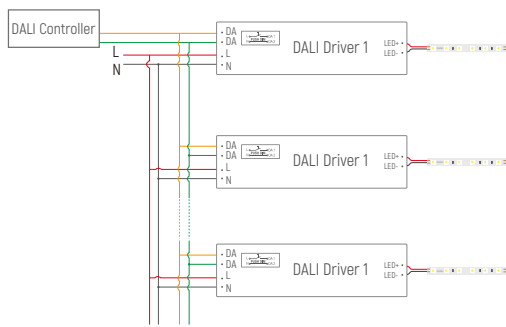 DALI Controller
L
N
DA
DA
L
N
DALI Driver 1
LED+
LED-
DA
DA
L
N
DALI Driver 1
LED+
LED-
DA
DA
L
N
DALI Driver 1
LED+
LED-